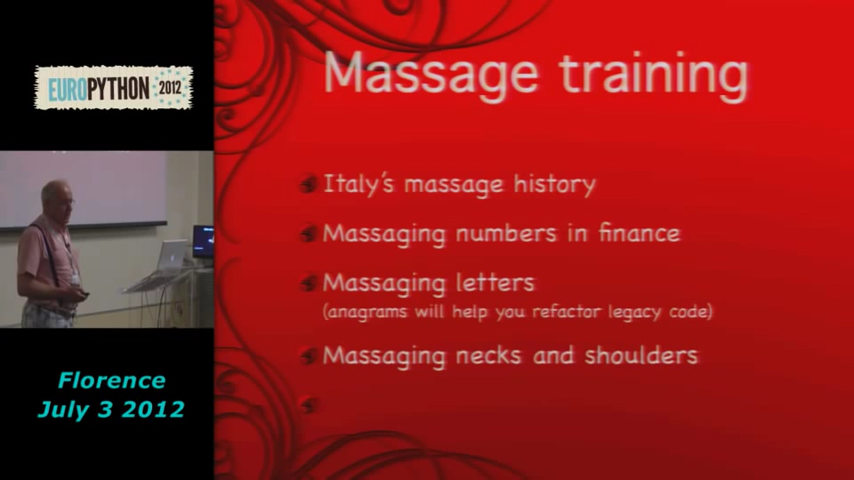 EUROPYTHON 2012
Florence
July 3 2012
Massage training
Italy's massage history
Massaging numbers in finance
Massaging letters
(anagrams will help you refactor legacy code)
Massaging necks and shoulders